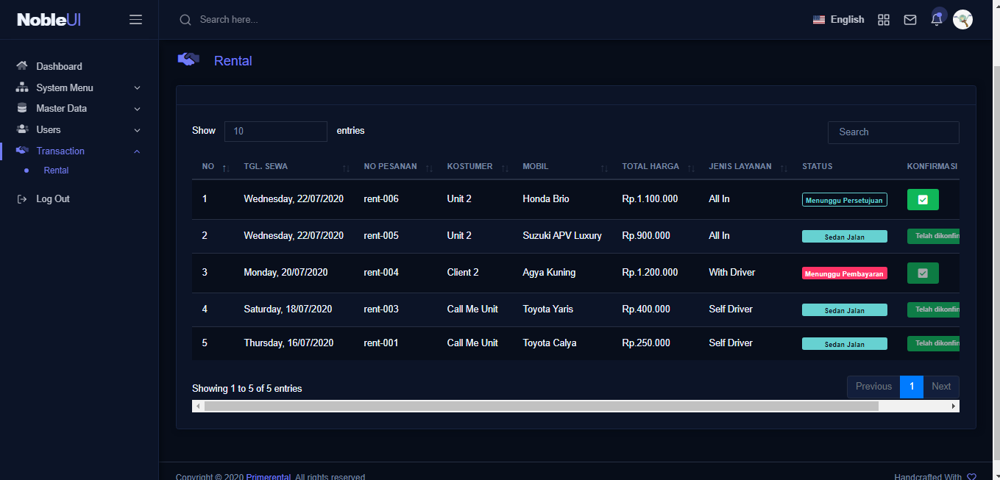 NobleUI
Search here...
English
Dashboard
System Menu
Master Data
Users
Transaction
Rental
Log Out
Rental
Show 10 entries
Search
NO TGL. SEWA NO PESANAN KOSTUMER MOBIL TOTAL HARGA JENIS LAYANAN STATUS KONFIRMASI
1 Wednesday, 22/07/2020 rent-006 Unit 2 Honda Brio Rp.1.100.000 All In Menunggu Persetujuan
2 Wednesday, 22/07/2020 rent-005 Unit 2 Suzuki APV Luxury Rp.900.000 All In Sedan Jalan Telah dikonfin
3 Monday, 20/07/2020 rent-004 Client 2 Agya Kuning Rp.1.200.000 With Driver Menunggu Pembayaran
4 Saturday, 18/07/2020 rent-003 Call Me Unit Toyota Yaris Rp.400.000 Self Driver Sedan Jalan Telah dikonfin
5 Thursday, 16/07/2020 rent-001 Call Me Unit Toyota Calya Rp.250.000 Self Driver Sedan Jalan Telah dikonfin
Showing 1 to 5 of 5 entries
Previous 1 Next
Copyright © 2020 Primerental. All rights reserved
Handcrafted With